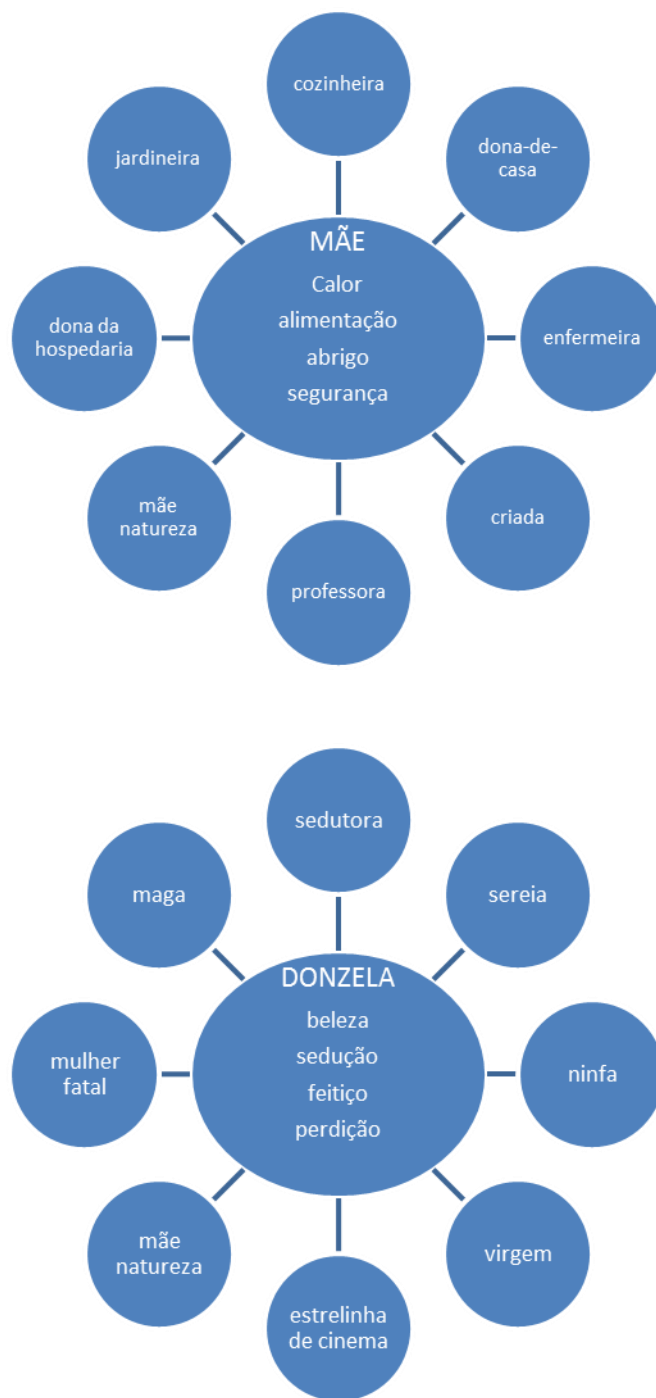 cozinheira
jardineira
dona-de-
casa
MÃE
Calor
alimentação
abrigo
segurança
dona da
hospedaria
enfermeira
mãe
natureza
criada
professora
sedutora
maga
sereia
DONZELA
beleza
sedução
feitiço
perdição
mulher
fatal
ninfa
mãe
natureza
virgem
estrelinha
de cinema